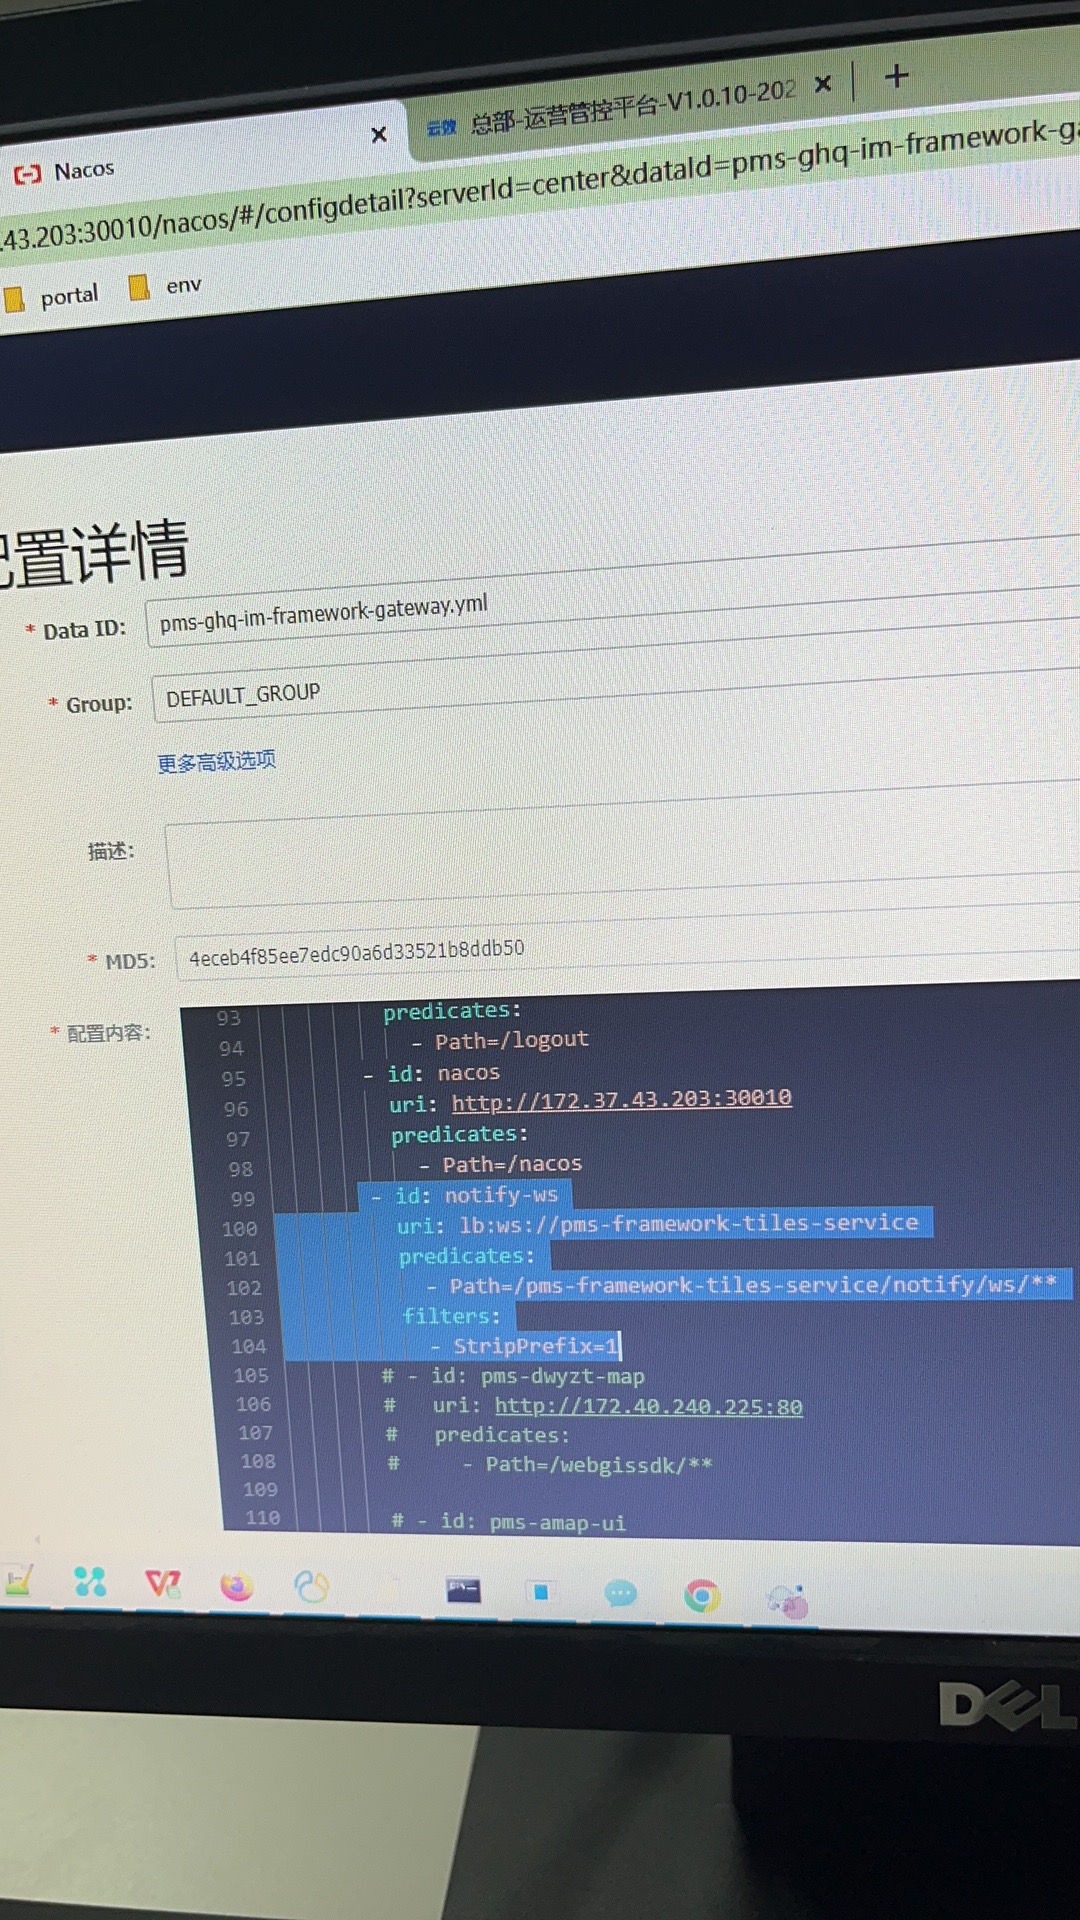 Nacos
云效 总部-运营管控平台-V1.0.10-202
.43.203:30010/nacos/#/configdetail?serverId=center&dataId=pms-ghq-im-framework-ga
portal
env
配置详情
* Data ID: pms-ghq-im-framework-gateway.yml
* Group: DEFAULT_GROUP
更多高级选项
描述:
* MD5: 4eceb4f85ee7edc90a6d33521b8ddb50
* 配置内容:
93 predicates:
94 - Path=/logout
95 - id: nacos
96 uri: http://172.37.43.203:30010
97 predicates:
98 - Path=/nacos
99 - id: notify-ws
100 uri: lb:ws://pms-framework-tiles-service
101 predicates:
102 - Path=/pms-framework-tiles-service/notify/ws/**
103 filters:
104 - StripPrefix=1
105 # - id: pms-dwyzt-map
106 # uri: http://172.40.240.225:80
107 # predicates:
108 # - Path=/webgissdk/**
109
110 # - id: pms-amap-ui
DELL